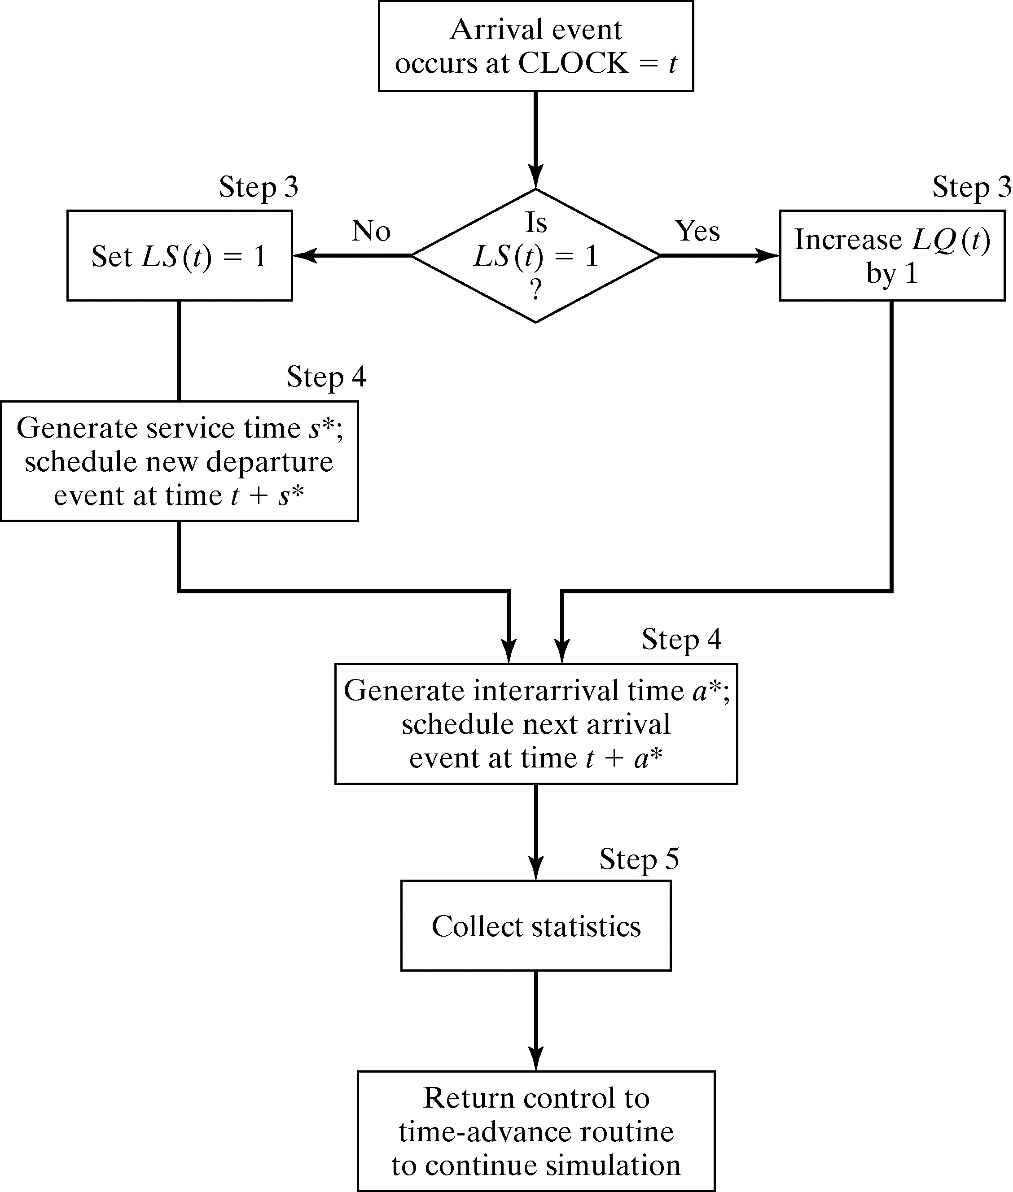 Arrival event
occurs at CLOCK = t
Step 3
Step 3
No
Is
LS(t) = 1
?
Yes
Set LS(t) = 1
Increase LQ(t)
by 1
Step 4
Generate service time s*;
schedule new departure
event at time t + s*
Step 4
Generate interarrival time a*;
schedule next arrival
event at time t + a*
Step 5
Collect statistics
Return control to
time-advance routine
to continue simulation